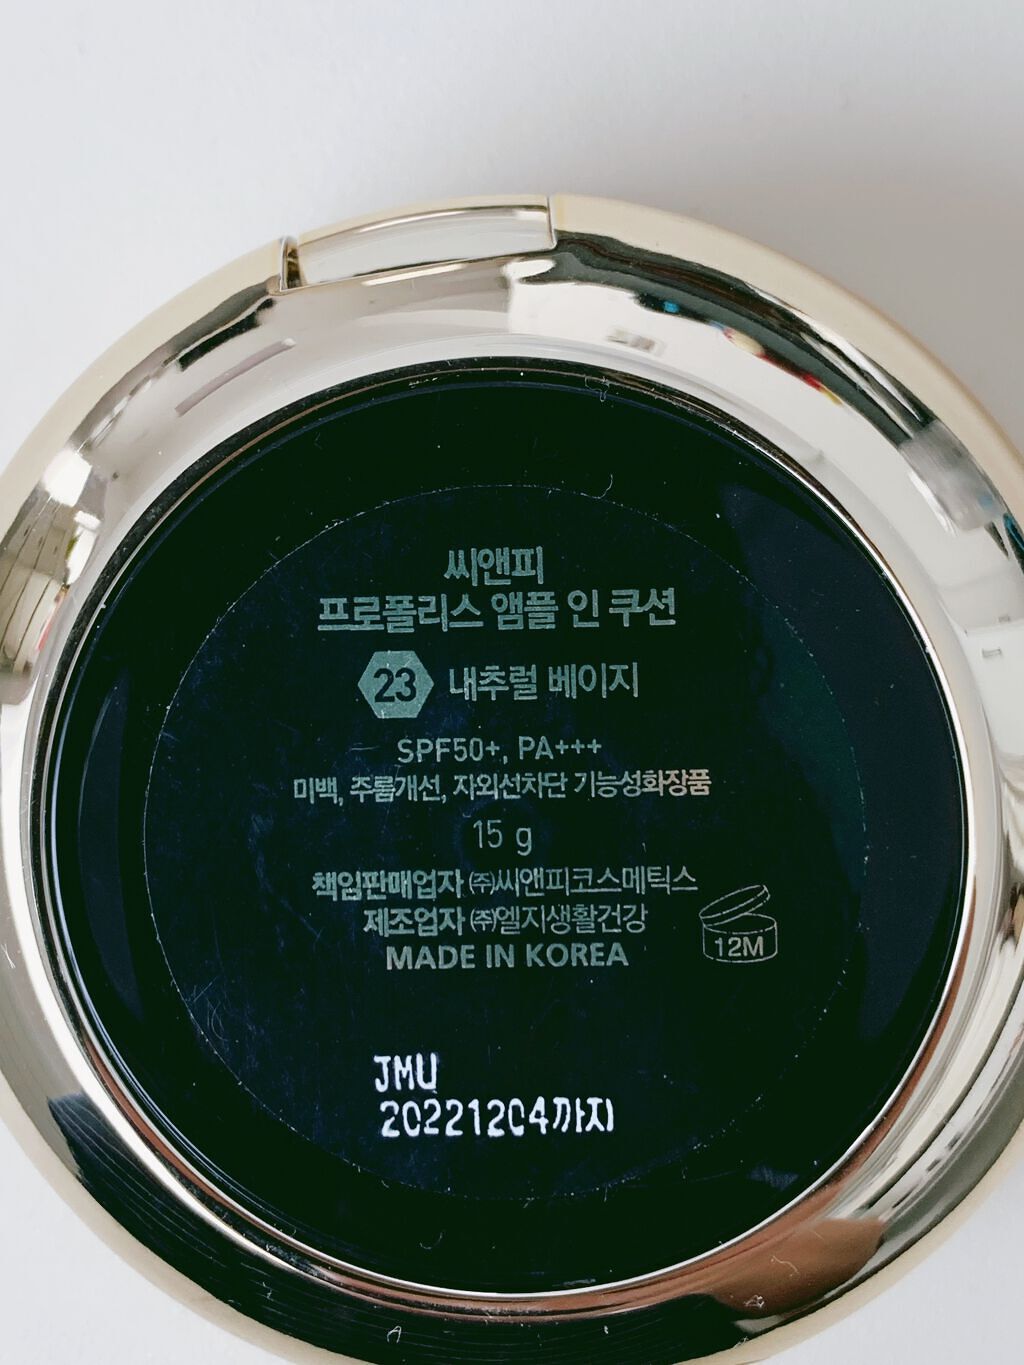 씨앤피
프로폴리스 앰플 인 쿠션
23 내추럴 베이지
SPF50+, PA+++
미백, 주름개선, 자외선차단 기능성화장품
15 g
책임판매업자 ㈜씨앤피코스메틱스
제조업자 ㈜엘지생활건강
MADE IN KOREA
12M
JMU
20221204까지